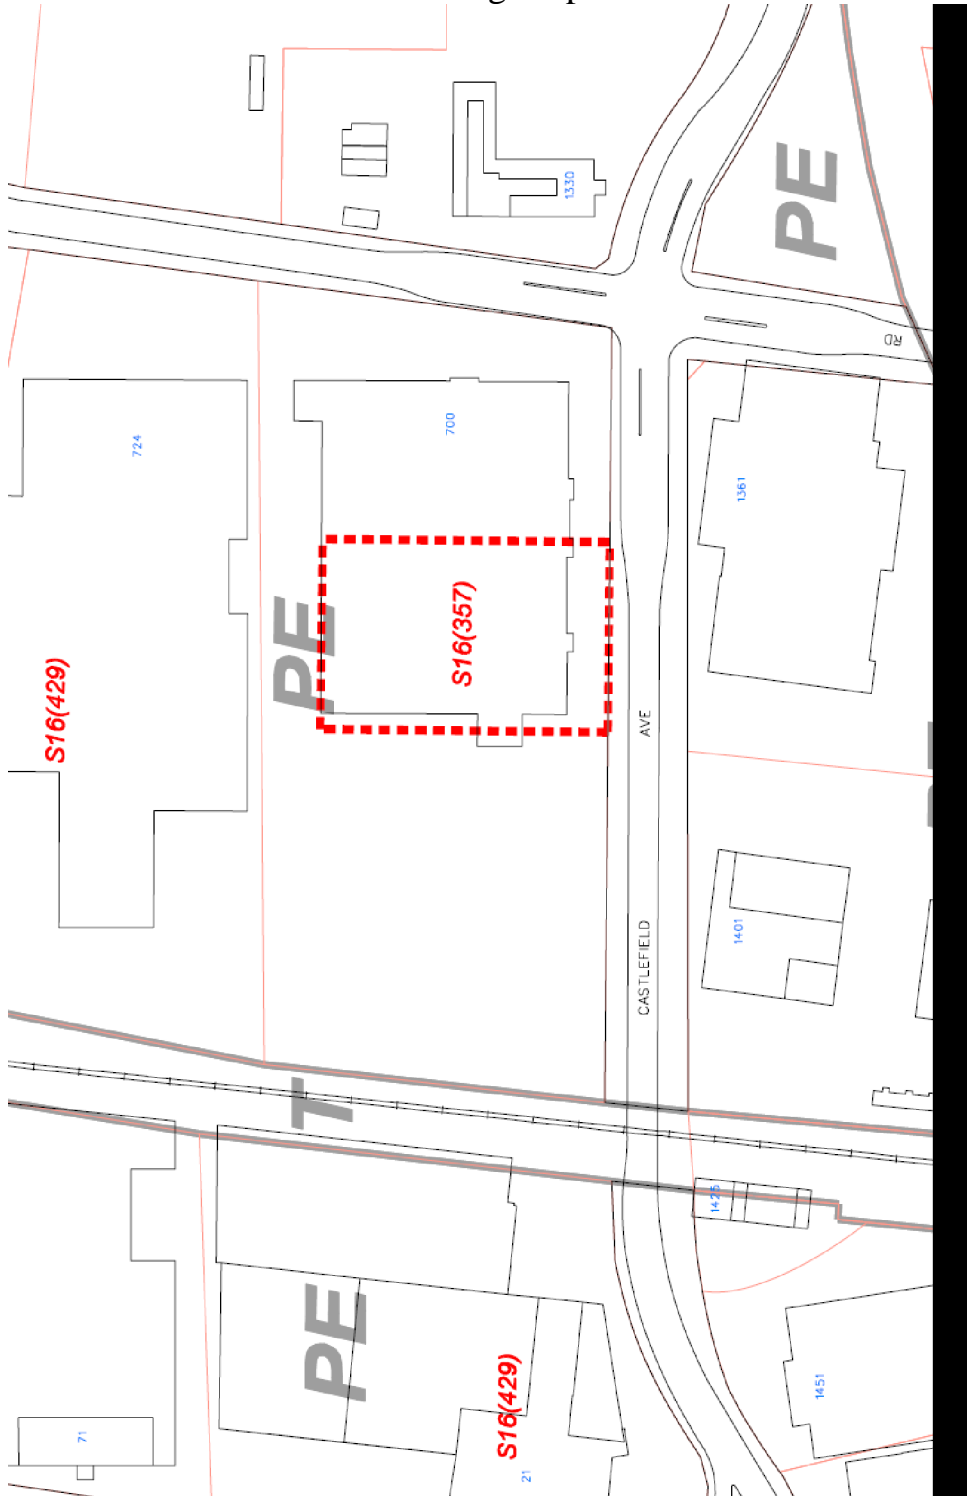 1330
PE
RD
724
700
1361
S16(357)
PE
S16(429)
AVE
CASTLEFIELD
1401
T
1425
PE
S16(429)
1451
71
21